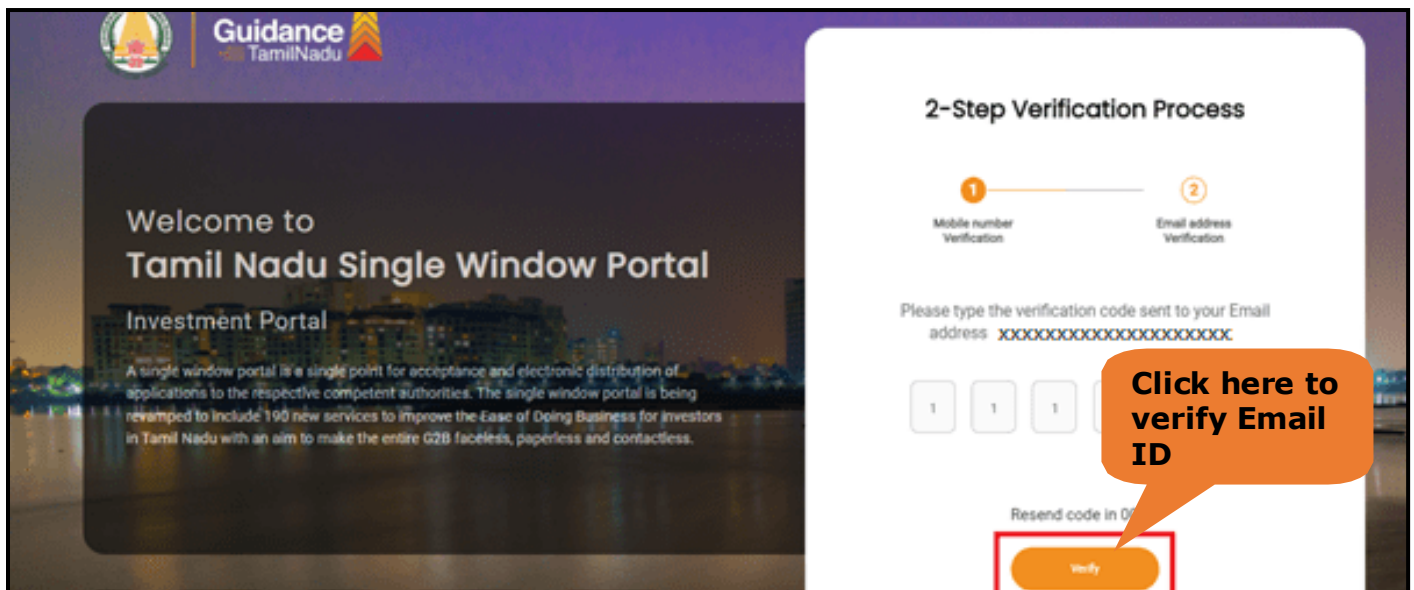 Guidance
TamilNadu
Welcome to
Tamil Nadu Single Window Portal
Investment Portal
A single window portal is a single point for acceptance and electronic distribution of
applications to the respective competent authorities. The single window portal is being
revamped to include 190 new services to improve the Ease of Doing Business for investors
in Tamil Nadu with an aim to make the entire G2B faceless, paperless and contactless.
2-Step Verification Process
1
2
Mobile number
Verification
Email address
Verification
Please type the verification code sent to your Email
address XXXXXXXXXXXXXXXXXXXXX
1 1 1
Click here to
verify Email
ID
Resend code in
Verify